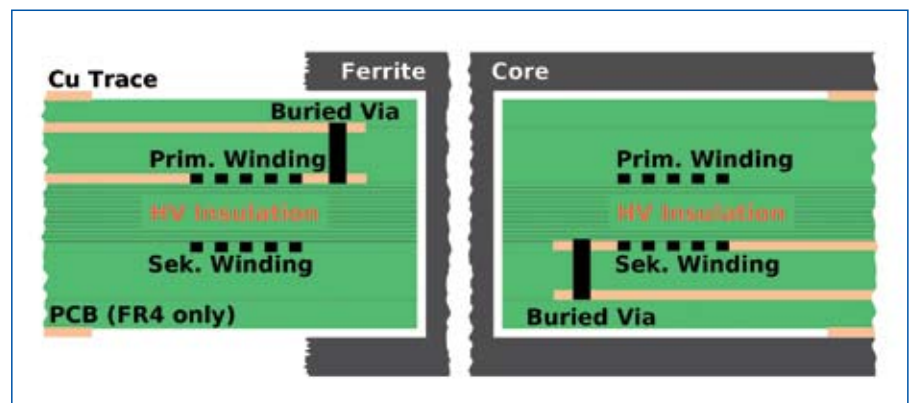 Cu Trace
Ferrite Core
Buried Via
Prim. Winding
HV Insulation
Sek. Winding
PCB (FR4 only)
Prim. Winding
HV Insulation
Sek. Winding
Buried Via